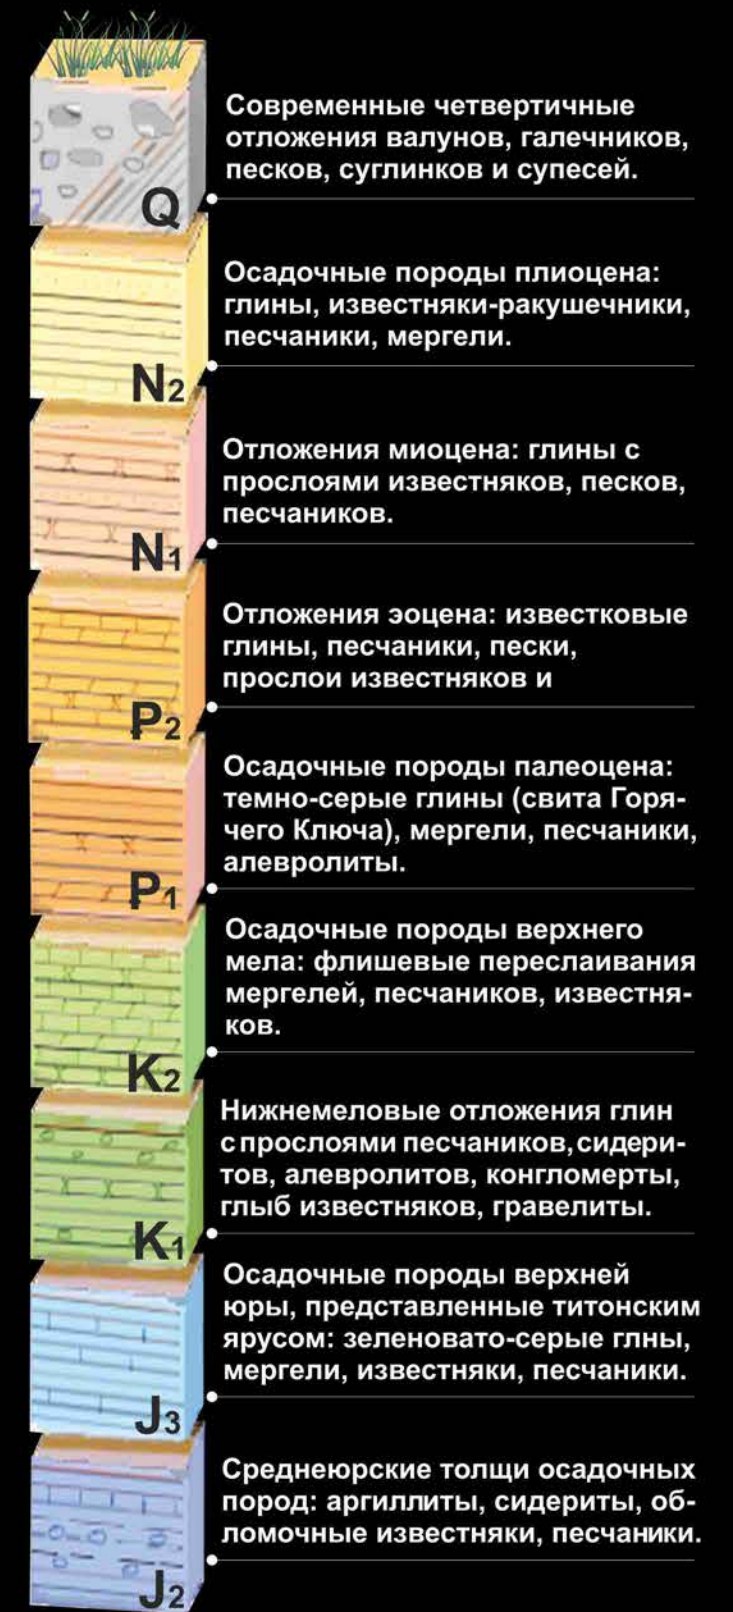 Современные четвертичные
отложения валунов, галечников,
песков, суглинков и супесей.
Q
Осадочные породы плиоцена:
глины, известняки-ракушечники,
песчаники, мергели.
N2
Отложения миоцена: глины с
прослоями известняков, песков,
песчаников.
N1
Отложения эоцена: известковые
глины, песчаники, пески,
прослои известняков и
P2
Осадочные породы палеоцена:
темно-серые глины (свита Горя-
чего Ключа), мергели, песчаники,
алевролиты.
P1
Осадочные породы верхнего
мела: флишевые переслаивания
мергелей, песчаников, известня-
ков.
K2
Нижнемеловые отложения глин
с прослоями песчаников, сидери-
тов, алевролитов, конгломерты,
глыб известняков, гравелиты.
K1
Осадочные породы верхней
юры, представленные титонским
ярусом: зеленовато-серые глны,
мергели, известняки, песчаники.
J3
Среднеюрские толщи осадочных
пород: аргиллиты, сидериты, об-
ломочные известняки, песчаники.
J2